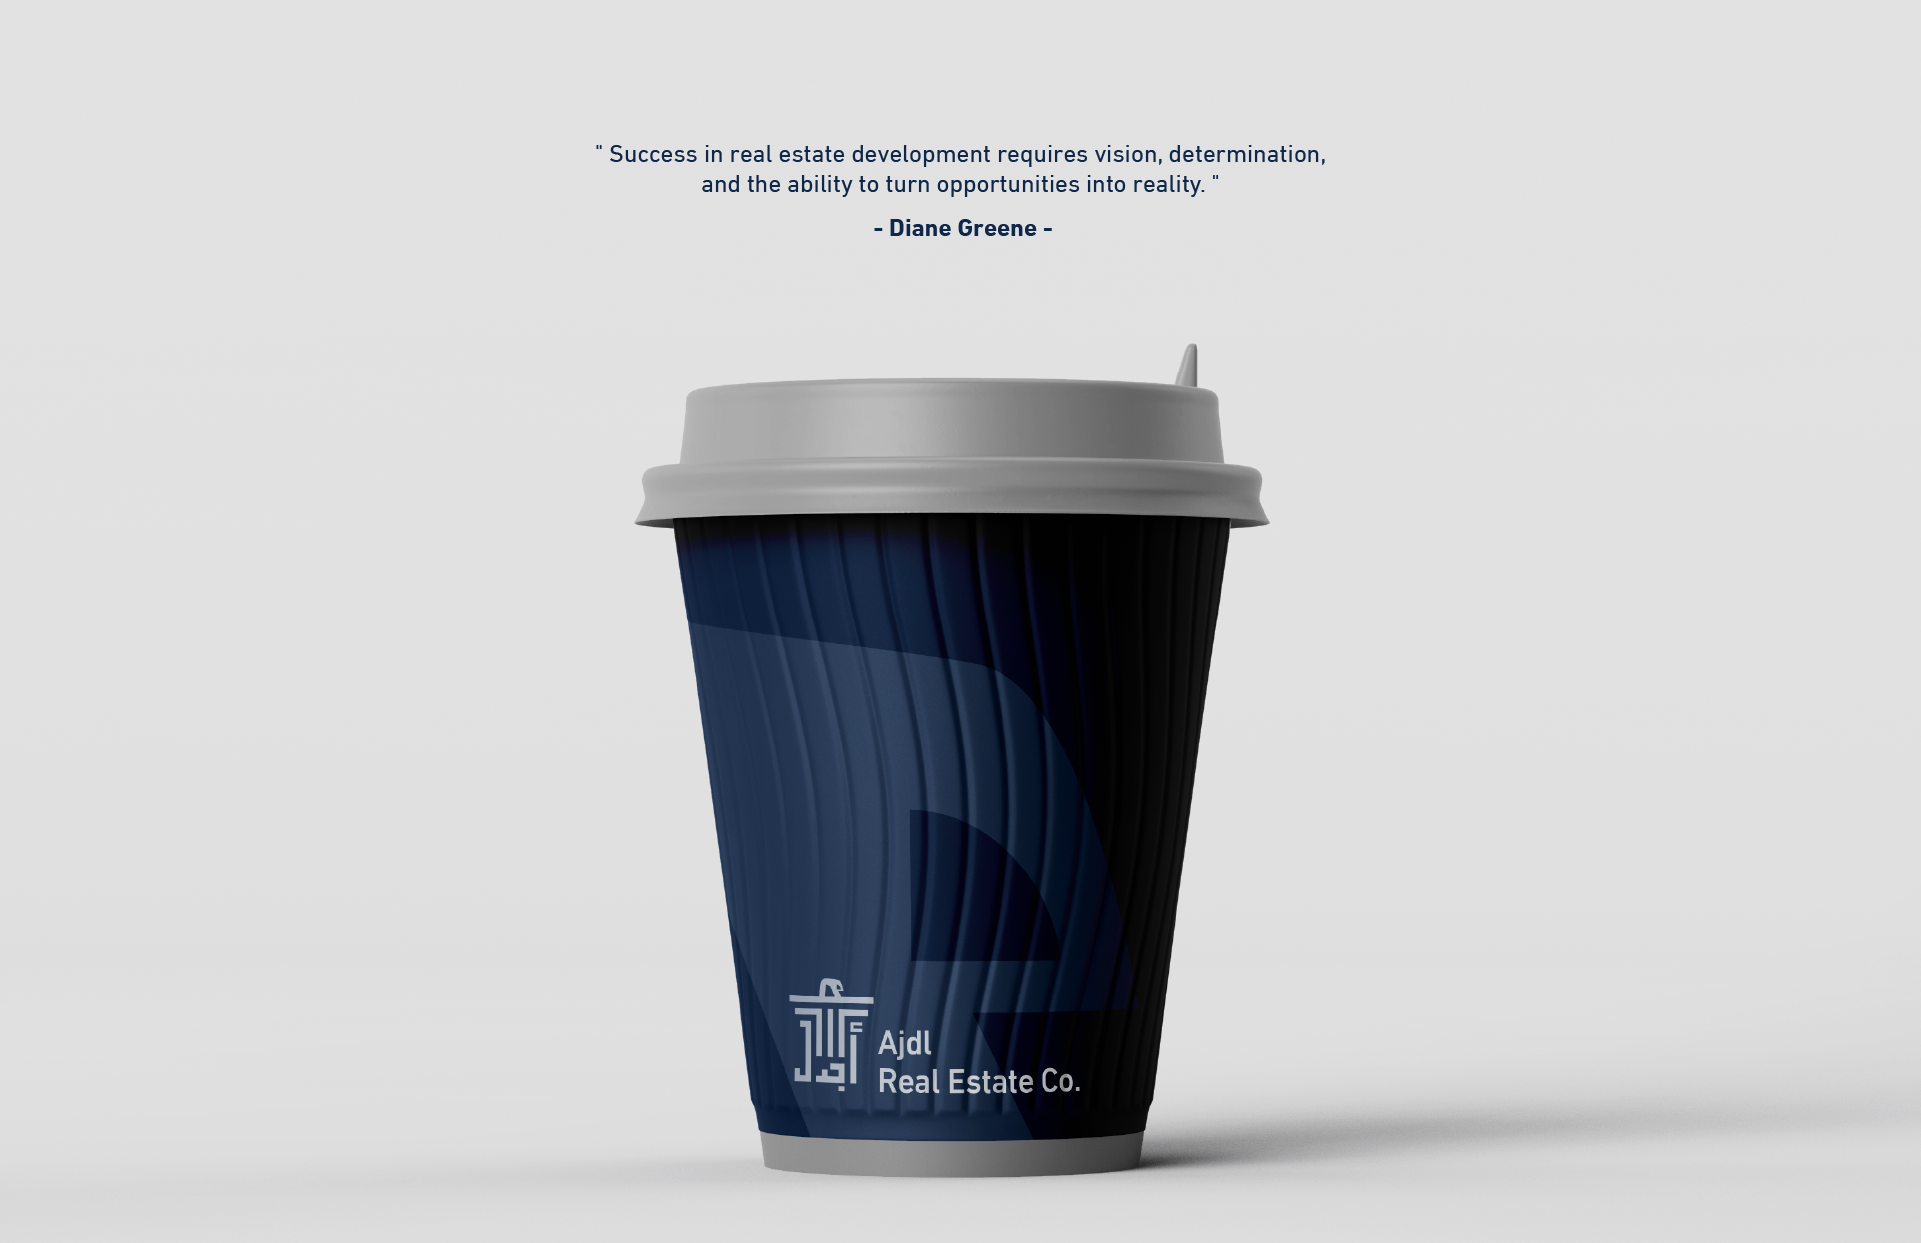 " Success in real estate development requires vision, determination,
and the ability to turn opportunities into reality. "
- Diane Greene -
Ajdl
Real Estate Co.